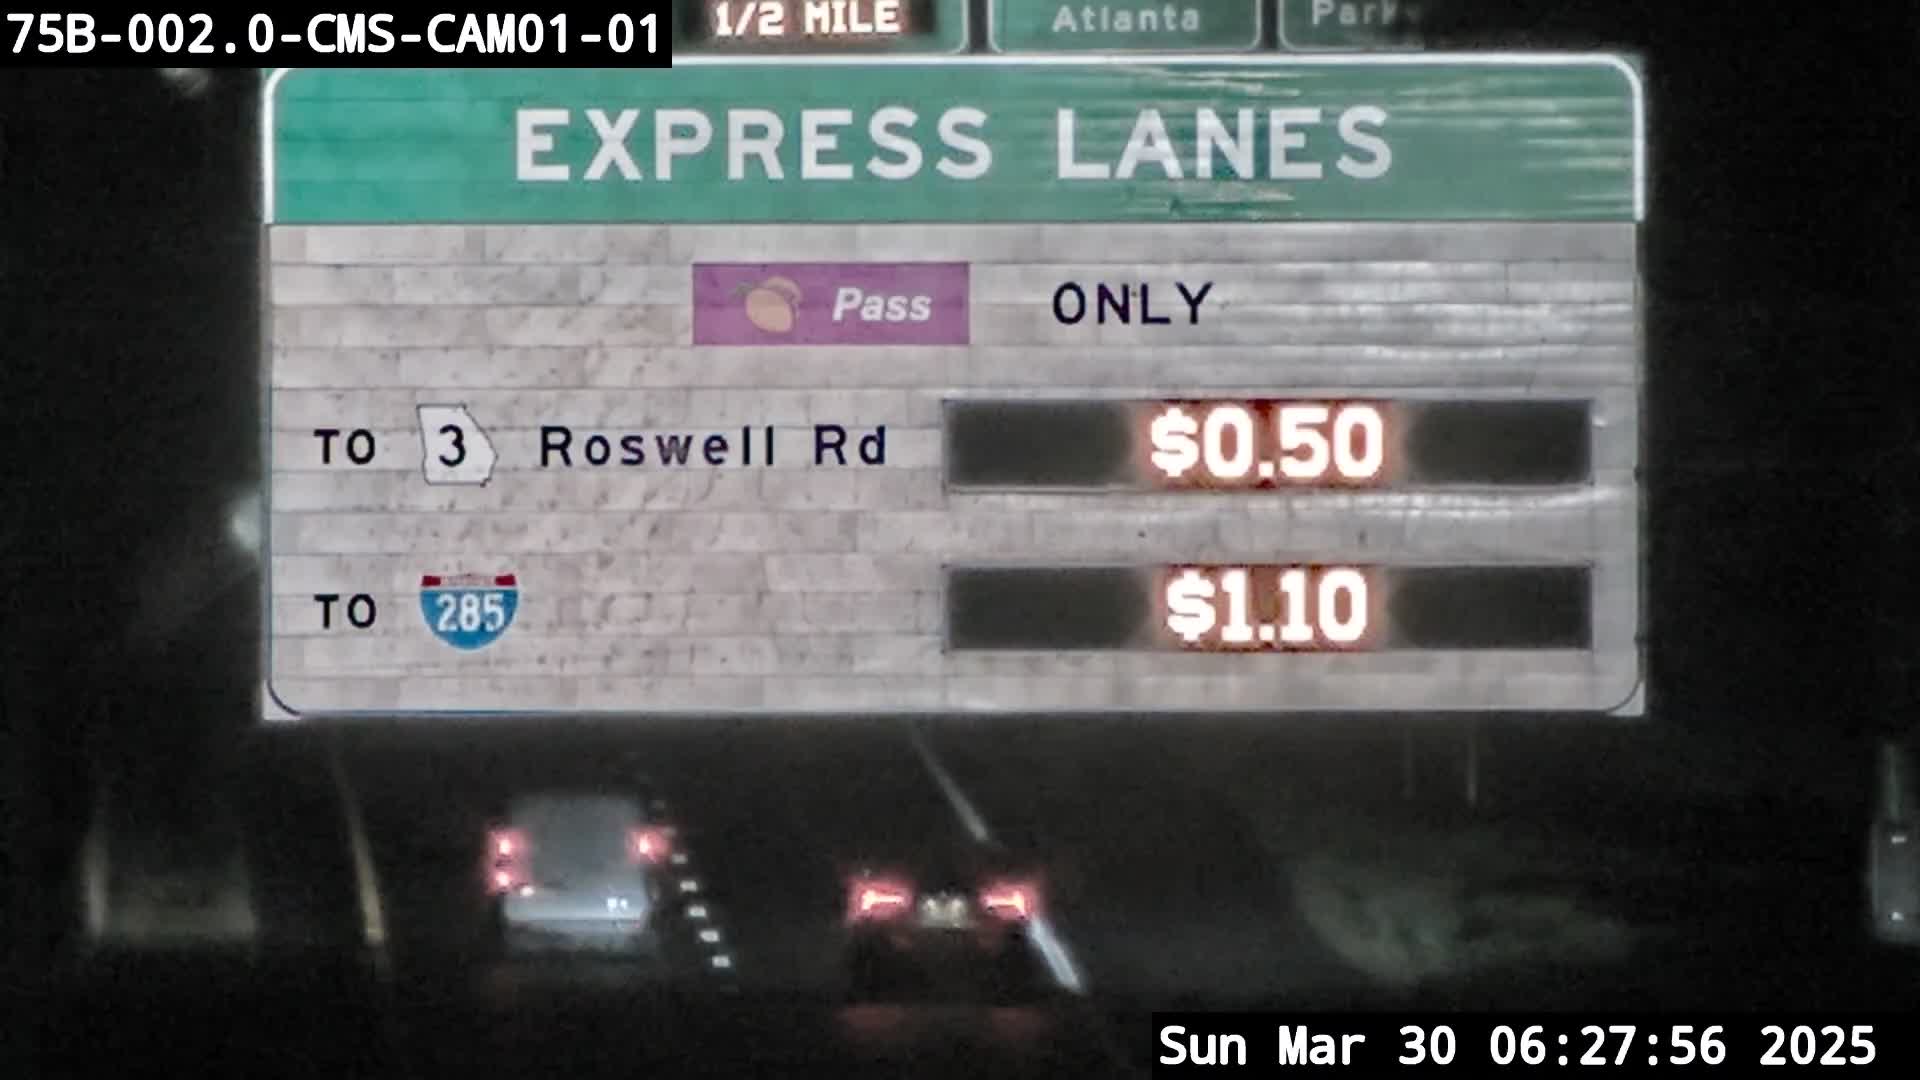 75B-002.0-CMS-CAM01-01
1/2 MILE
Atlanta
EXPRESS LANES
Pass ONLY
TO 3 Roswell Rd $0.50
TO 285 $1.10
Sun Mar 30 06:27:56 2025